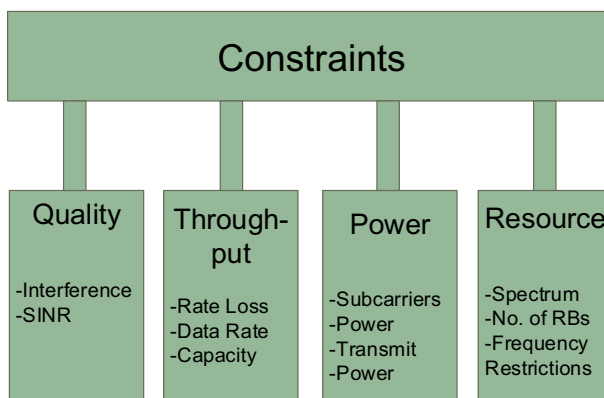 Constraints
Quality
-Interference
-SINR
Through-
put
-Rate Loss
-Data Rate
-Capacity
Power
-Subcarriers
-Power
-Transmit
-Power
Resource
-Spectrum
-No. of RBs
-Frequency
Restrictions